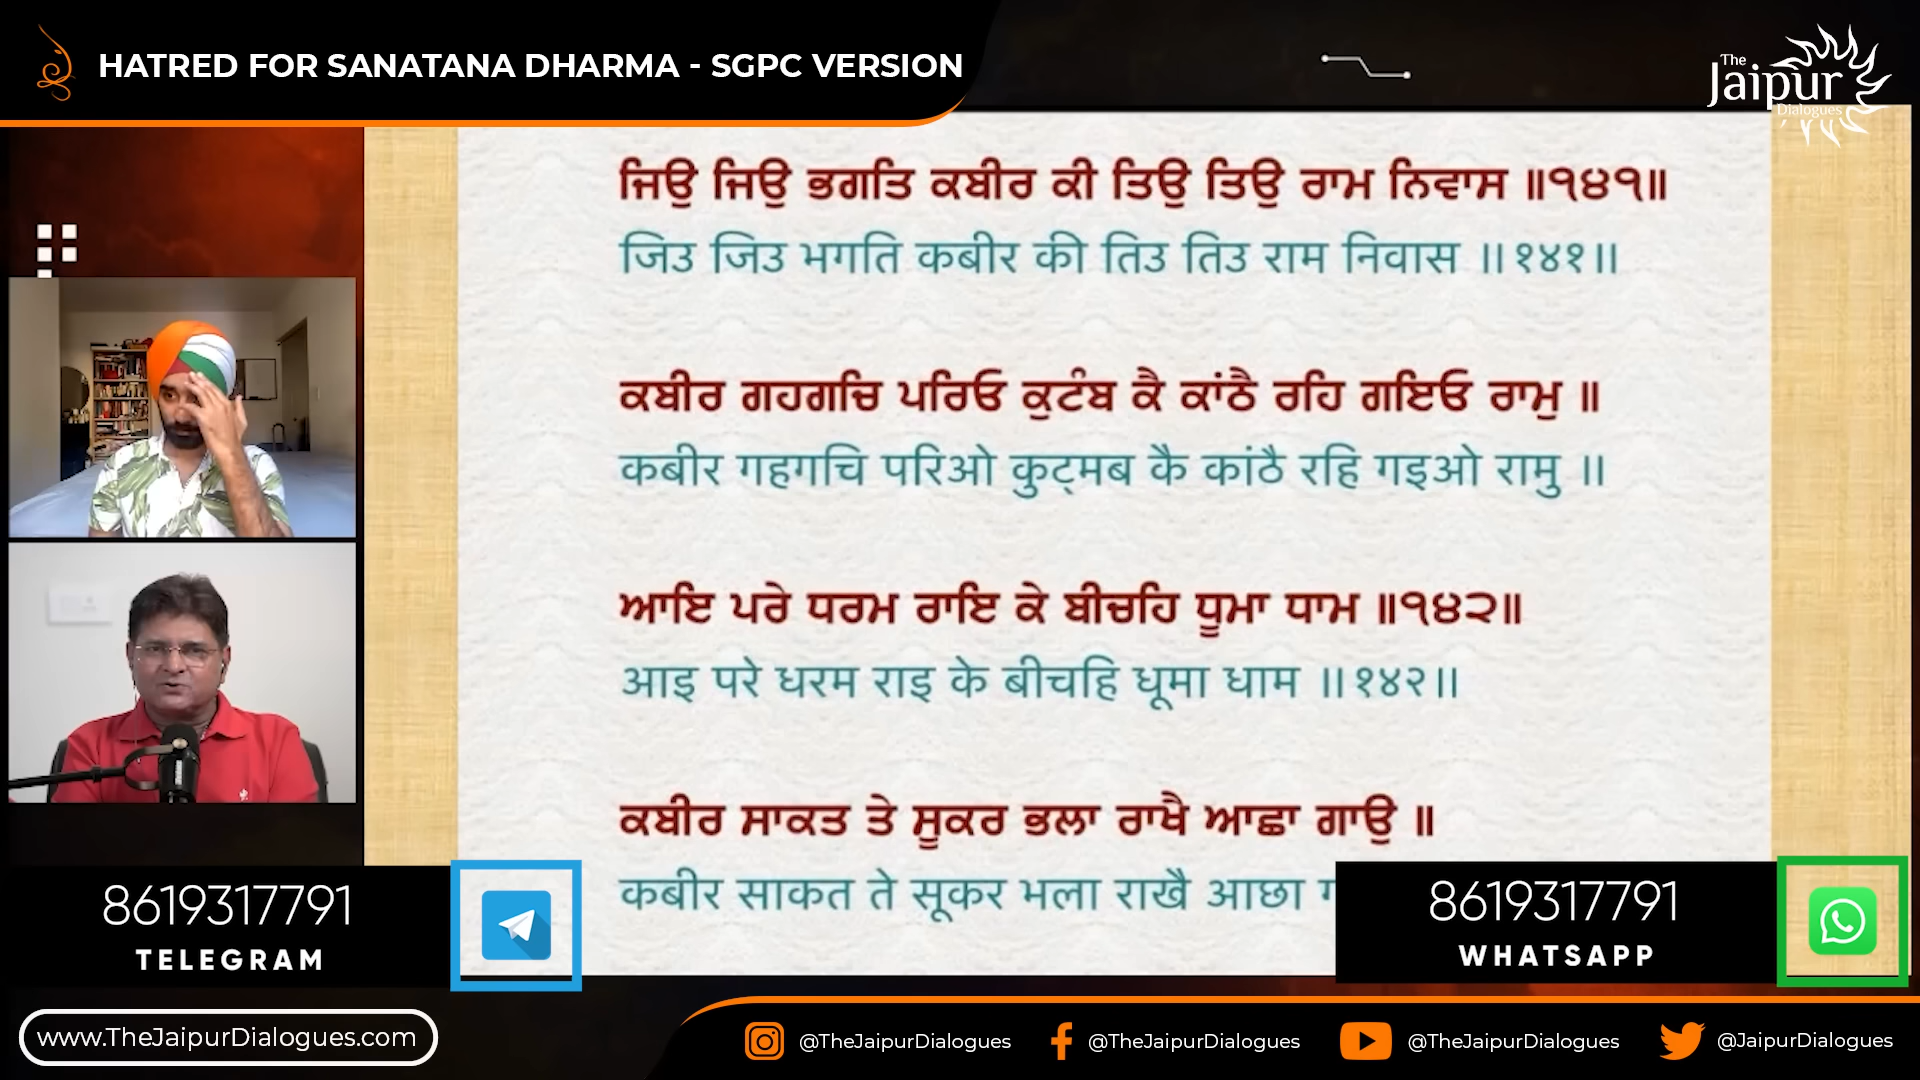 HATRED FOR SANATANA DHARMA - SGPC VERSION
The
Jaipur
Dialogues
ਜਿਉ ਜਿਉ ਭਗਤਿ ਕਬੀਰ ਕੀ ਤਿਉ ਤਿਉ ਰਾਮ ਨਿਵਾਸ ॥੧੪੧॥
जिउ जिउ भगति कबीर की तिउ तिउ राम निवास ॥१४१॥
ਕਬੀਰ ਗਹਗਚਿ ਪਰਿਓ ਕੁਟੰਬ ਕੈ ਕਾਂਠੈ ਰਹਿ ਗਇਓ ਰਾਮੁ ॥
कबीर गहगचि परिओ कुट्मब कै कांठै रहि गइओ रामु ॥
ਆਇ ਪਰੇ ਧਰਮ ਰਾਇ ਕੇ ਬੀਚਹਿ ਧੂਮਾ ਧਾਮ ॥੧੪੨॥
आइ परे धरम राइ के बीचहि धूमा धाम ॥१४२॥
ਕਬੀਰ ਸਾਕਤ ਤੇ ਸੂਕਰ ਭਲਾ ਰਾਖੈ ਆਛਾ ਗਾਉ ॥
कबीर साकत ते सूकर भला राखै आछा
8619317791
TELEGRAM
8619317791
WHATSAPP
www.TheJaipurDialogues.com
@TheJaipurDialogues
@TheJaipurDialogues
@TheJaipurDialogues
@JaipurDialogues